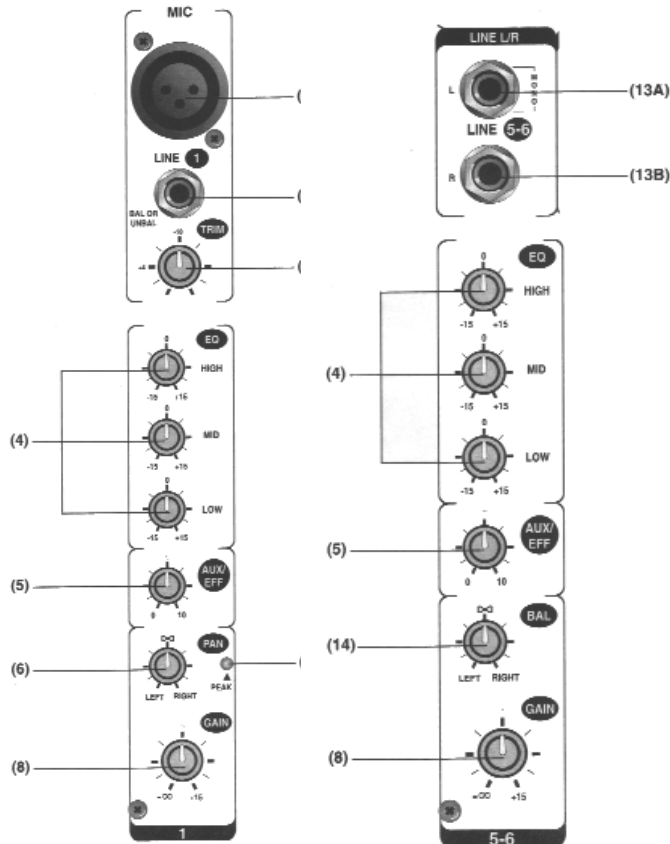 MIC
(
LINE 1
(
BAL OR
UNBAL
TRIM
-10
(
EQ
0
HIGH
-15 +15
0
(4)
MID
-15 +15
0
LOW
-15 +15
AUX/
EFF
(5)
0 10
PAN
(6)
PEAK
LEFT RIGHT
(
GAIN
(8)
-∞ +15
1
LINE L/R
L
MONO
(13A)
LINE 5-6
R
(13B)
EQ
0
HIGH
-15 +15
0
(4)
MID
-15 +15
0
LOW
-15 +15
AUX/
EFF
(5)
0 10
BAL
(14)
LEFT RIGHT
GAIN
(8)
-∞ +15
5-6